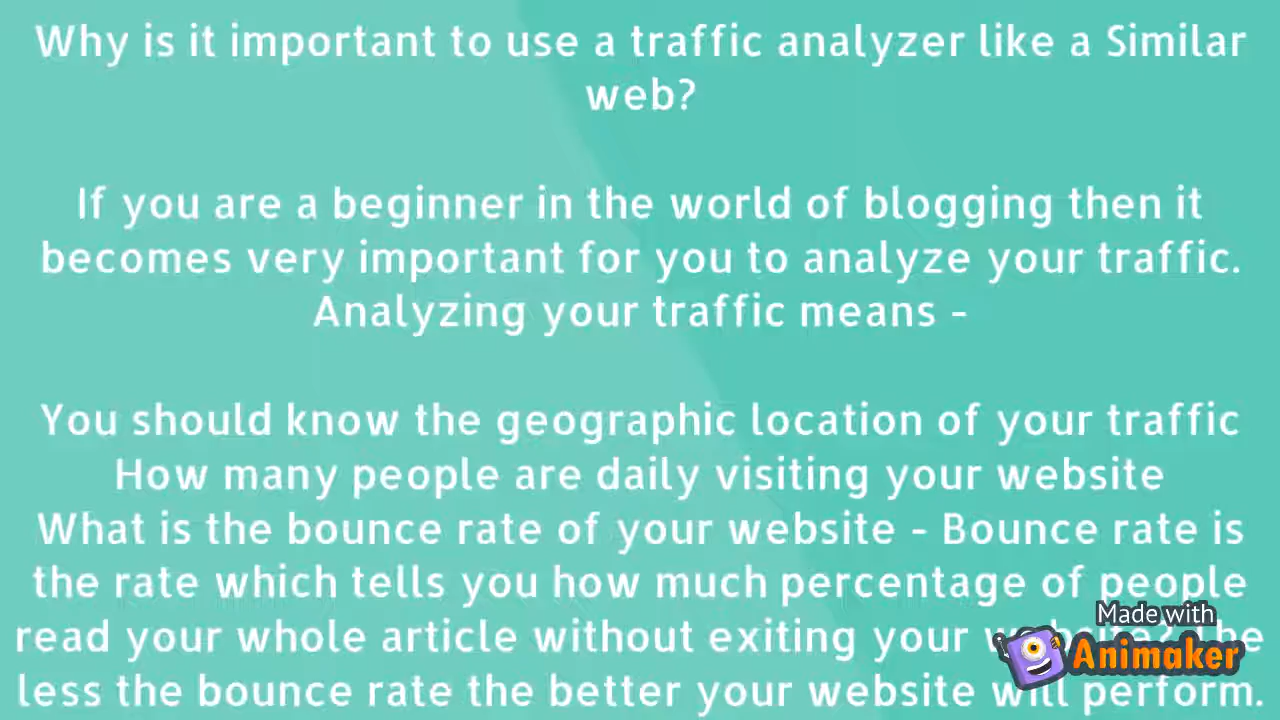 Why is it important to use a traffic analyzer like a Similar
web?
If you are a beginner in the world of blogging then it
becomes very important for you to analyze your traffic.
Analyzing your traffic means -
You should know the geographic location of your traffic
How many people are daily visiting your website
What is the bounce rate of your website - Bounce rate is
the rate which tells you how much percentage of people
read your whole article without exiting your website? The
less the bounce rate the better your website will perform.
Made with
Animaker